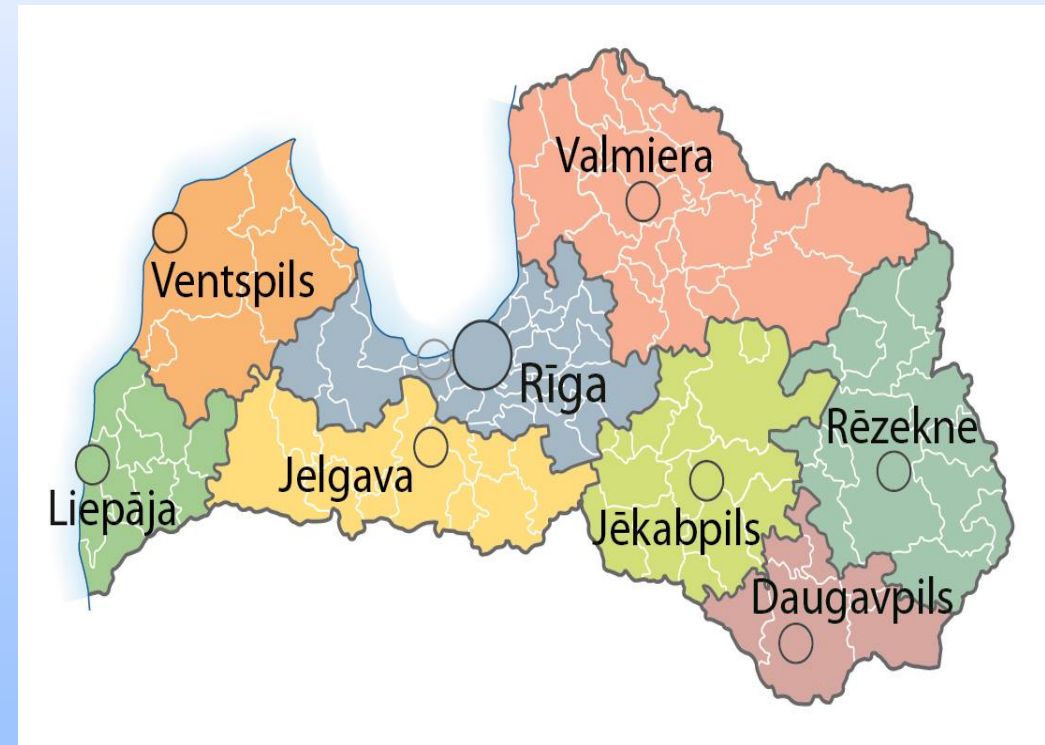 Valmiera
Ventspils
Rīga
Rēzekne
Jelgava
Liepāja
Jēkabpils
Daugavpils